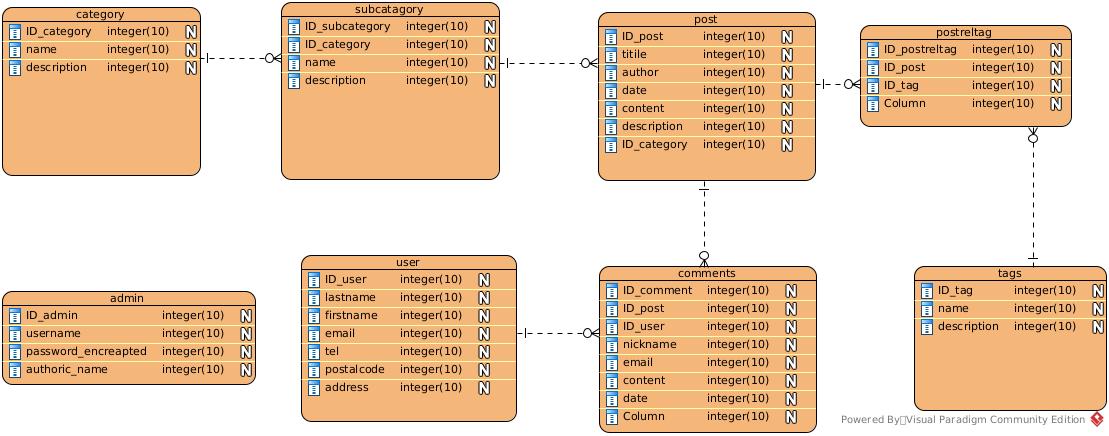 category
ID_category integer(10) N
name integer(10) N
description integer(10) N
subcatagory
ID_subcategory integer(10) N
ID_category integer(10) N
name integer(10) N
description integer(10) N
post
ID_post integer(10) N
titile integer(10) N
author integer(10) N
date integer(10) N
content integer(10) N
description integer(10) N
ID_category integer(10) N
postreltag
ID_postreltag integer(10) N
ID_post integer(10) N
ID_tag integer(10) N
Column integer(10) N
admin
ID_admin integer(10) N
username integer(10) N
password_encreapted integer(10) N
authoric_name integer(10) N
user
ID_user integer(10) N
lastname integer(10) N
firstname integer(10) N
email integer(10) N
tel integer(10) N
postalcode integer(10) N
address integer(10) N
comments
ID_comment integer(10) N
ID_post integer(10) N
ID_user integer(10) N
nickname integer(10) N
email integer(10) N
content integer(10) N
date integer(10) N
Column integer(10) N
tags
ID_tag integer(10) N
name integer(10) N
description integer(10) N
Powered By Visual Paradigm Community Edition